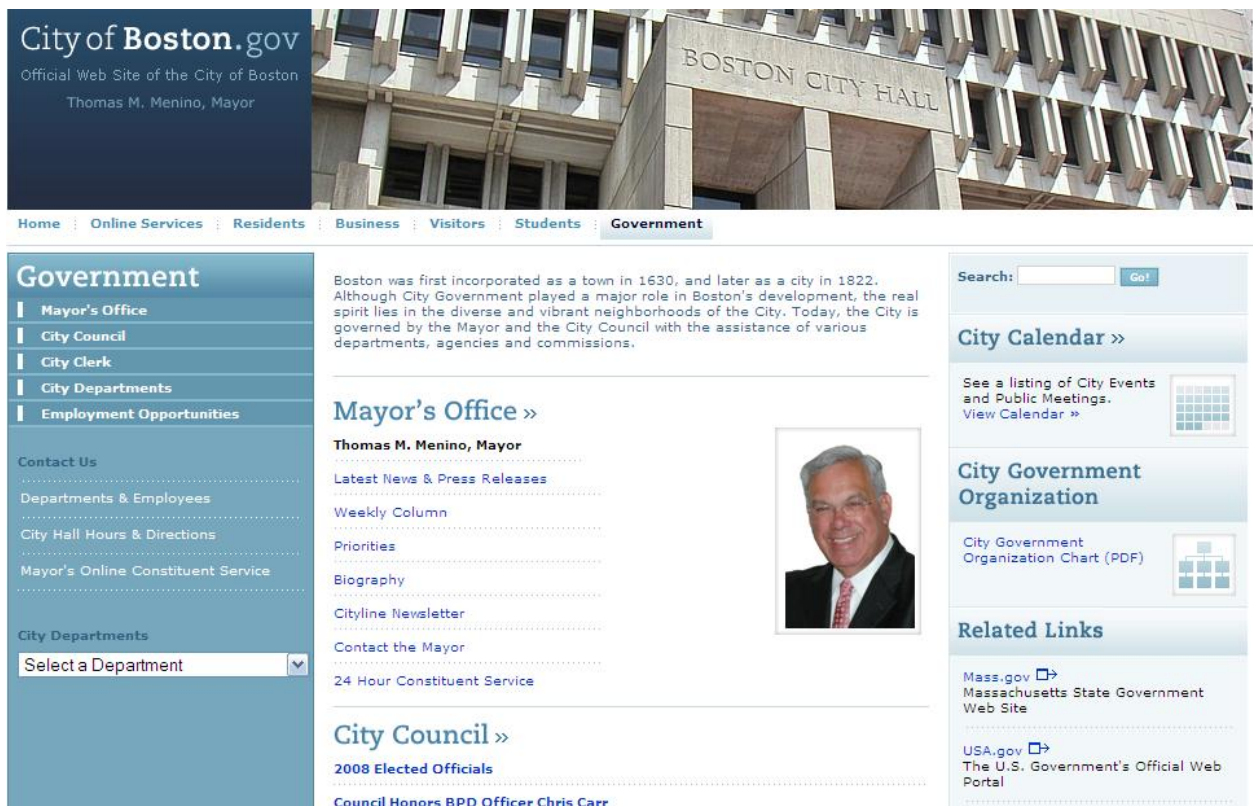 City of Boston.gov
Official Web Site of the City of Boston
Thomas M. Menino, Mayor
BOSTON CITY HALL
Home Online Services Residents Business Visitors Students Government
Government
Mayor's Office
City Council
City Clerk
City Departments
Employment Opportunities
Contact Us
Departments & Employees
City Hall Hours & Directions
Mayor's Online Constituent Service
City Departments
Select a Department
Boston was first incorporated as a town in 1630, and later as a city in 1822.
Although City Government played a major role in Boston's development, the real
spirit lies in the diverse and vibrant neighborhoods of the City. Today, the City is
governed by the Mayor and the City Council with the assistance of various
departments, agencies and commissions.
Mayor's Office »
Thomas M. Menino, Mayor
Latest News & Press Releases
Weekly Column
Priorities
Biography
Cityline Newsletter
Contact the Mayor
24 Hour Constituent Service
City Council »
2008 Elected Officials
Council Honors BPD Officer Chris Carr
Search: Go!
City Calendar »
See a listing of City Events
and Public Meetings.
View Calendar »
City Government
Organization
City Government
Organization Chart (PDF)
Related Links
Mass.gov
Massachusetts State Government
Web Site
USA.gov
The U.S. Government's Official Web
Portal